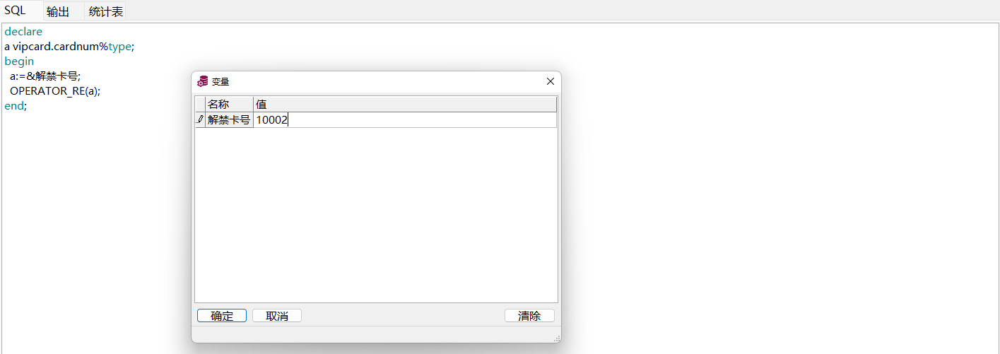 SQL 输出 统计表
declare
a vipcard.cardnum%type;
begin
a:=&解禁卡号;
OPERATOR_RE(a);
end;
变量
名称 值
解禁卡号 10002
确定 取消 清除